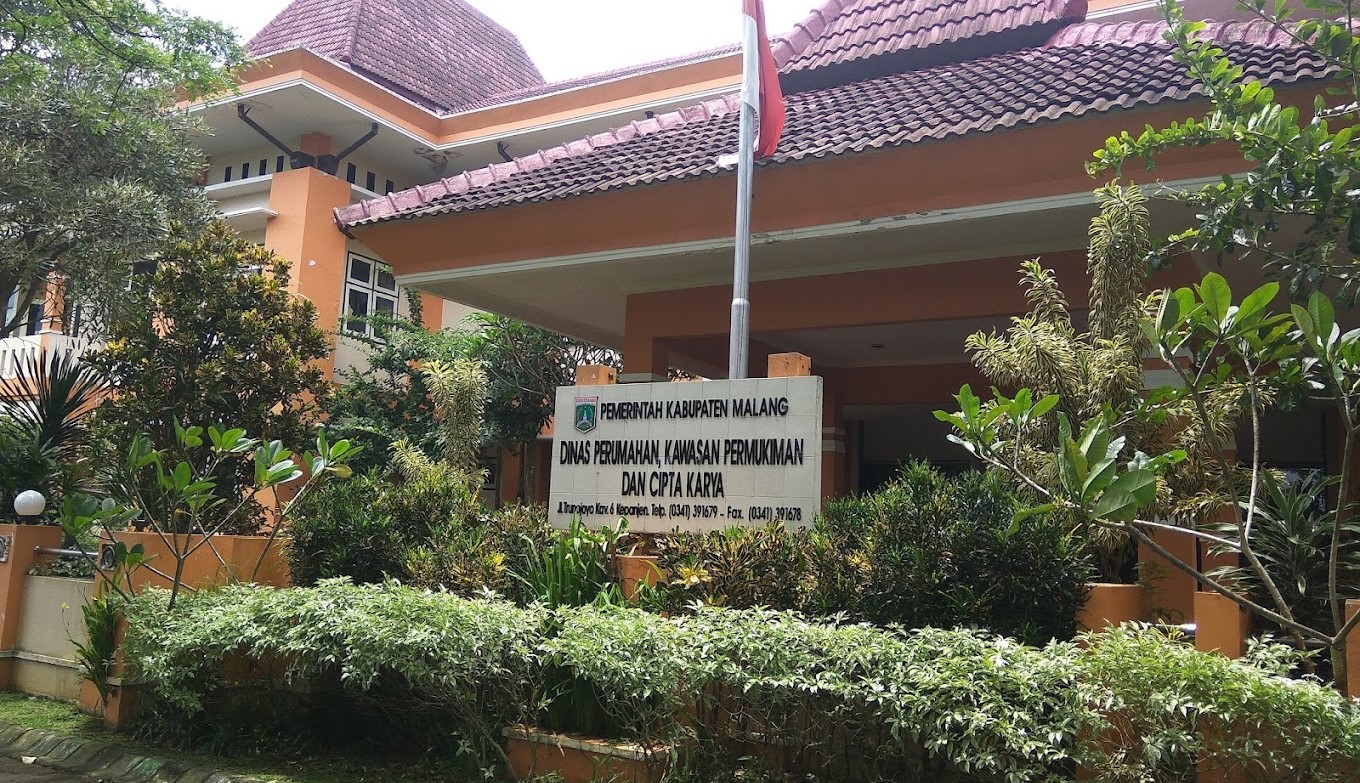 PEMERINTAH KABUPATEN MALANG
DINAS PERUMAHAN, KAWASAN PERMUKIMAN
DAN CIPTA KARYA
Jl. Trunojoyo Kav. 6 Kepanjen. Telp. (0341) 391679 - Fax. (0341) 391678